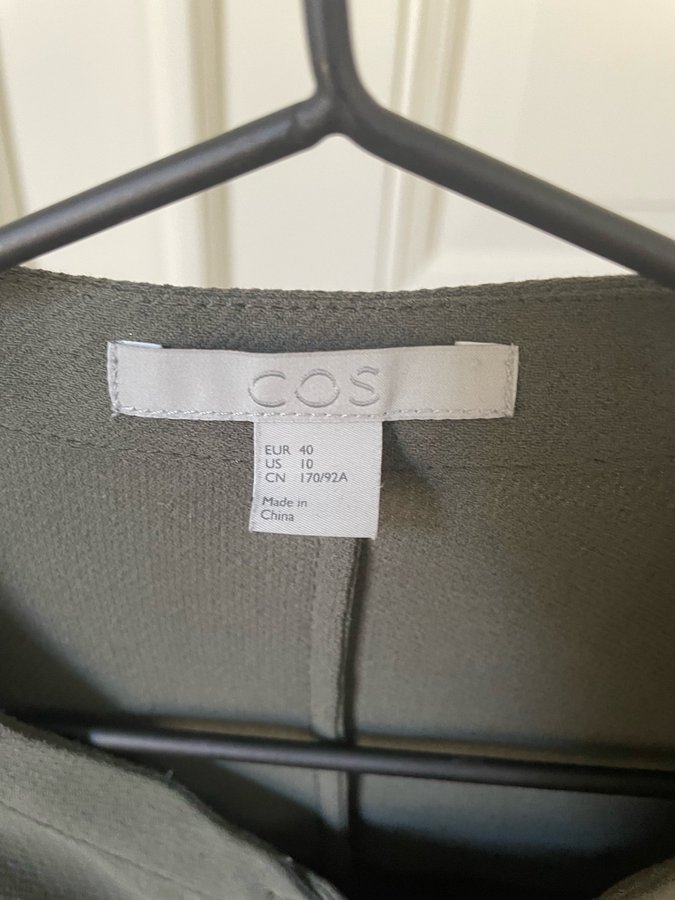 COS
EUR 40
US 10
CN 170/92A
Made in
China